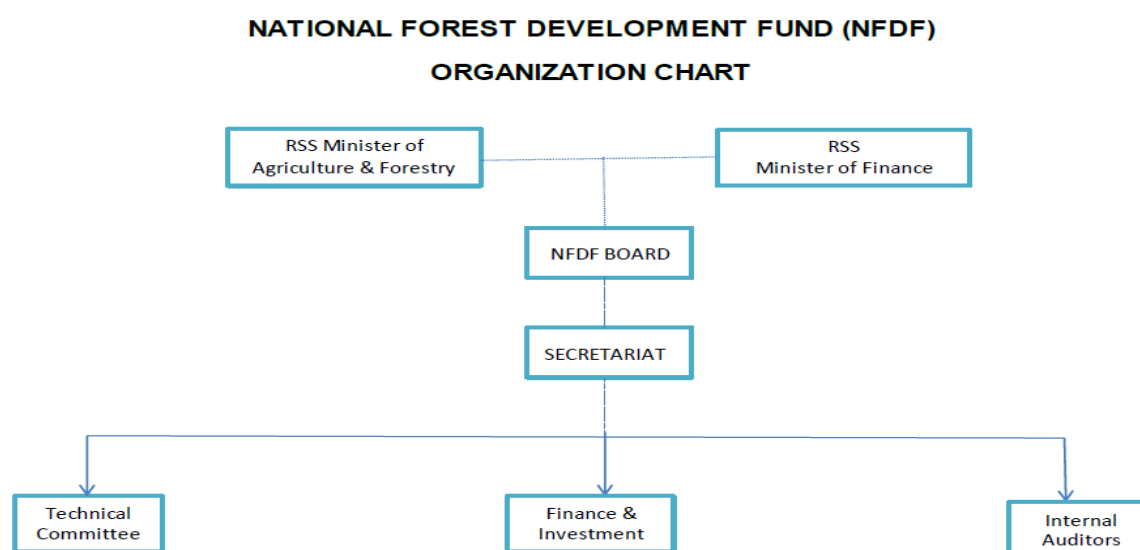 NATIONAL FOREST DEVELOPMENT FUND (NFDF)
ORGANIZATION CHART
RSS Minister of
Agriculture & Forestry
RSS
Minister of Finance
NFDF BOARD
SECRETARIAT
Technical
Committee
Finance &
Investment
Internal
Auditors